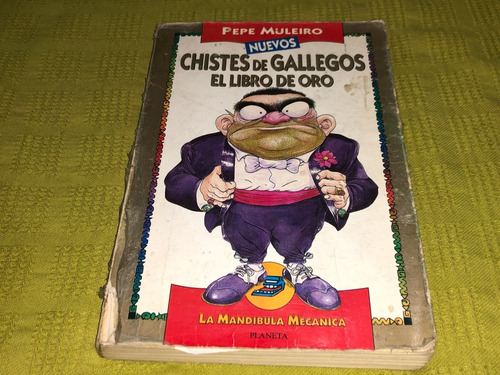 PEPE MULEIRO
NUEVOS
CHISTES DE GALLEGOS
EL LIBRO DE ORO
LA MANDIBULA MECANICA
PLANETA